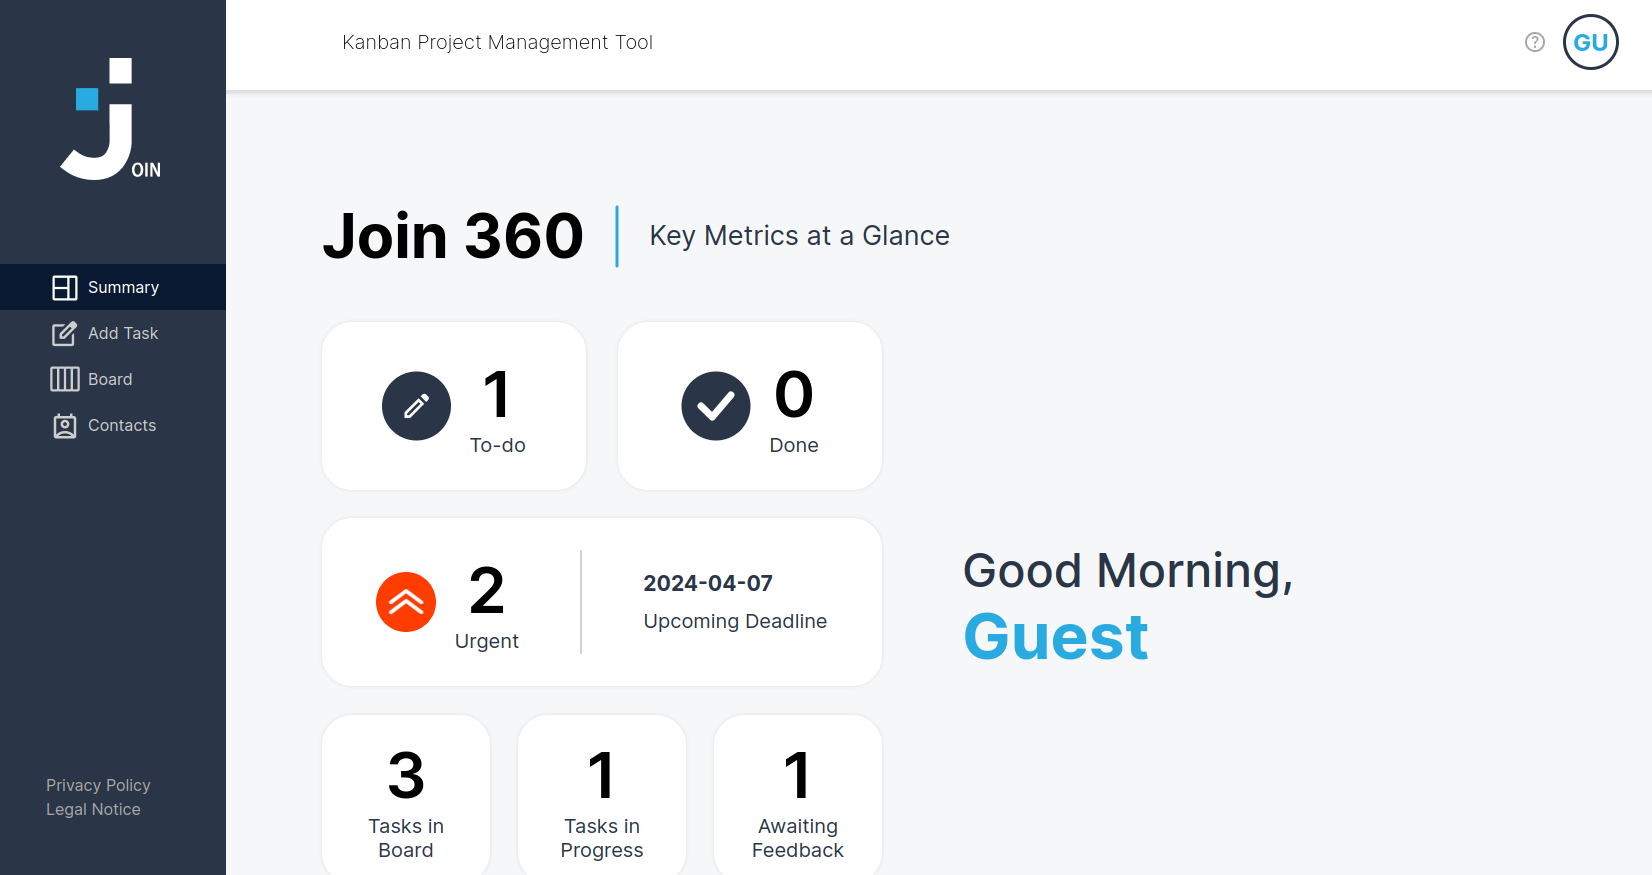 OIN
Summary
Add Task
Board
Contacts
Privacy Policy
Legal Notice
Kanban Project Management Tool
?
GU
Join 360
Key Metrics at a Glance
1
To-do
0
Done
2
Urgent
2024-04-07
Upcoming Deadline
3
Tasks in
Board
1
Tasks in
Progress
1
Awaiting
Feedback
Good Morning,
Guest